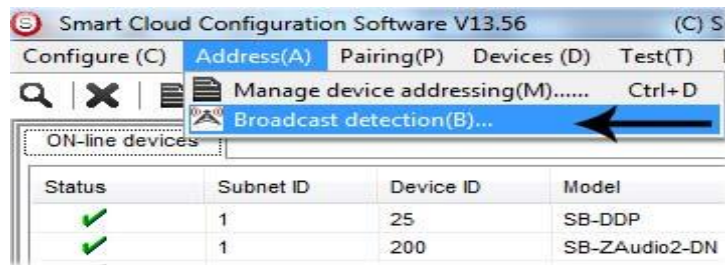 Smart Cloud Configuration Software V13.56 (C) S
Configure (C) Address(A) Pairing(P) Devices (D) Test(T)
Manage device addressing(M)...... Ctrl+D
Broadcast detection(B)...
ON-line devices
Status Subnet ID Device ID Model
1 25 SB-DDP
1 200 SB-ZAudio2-DN